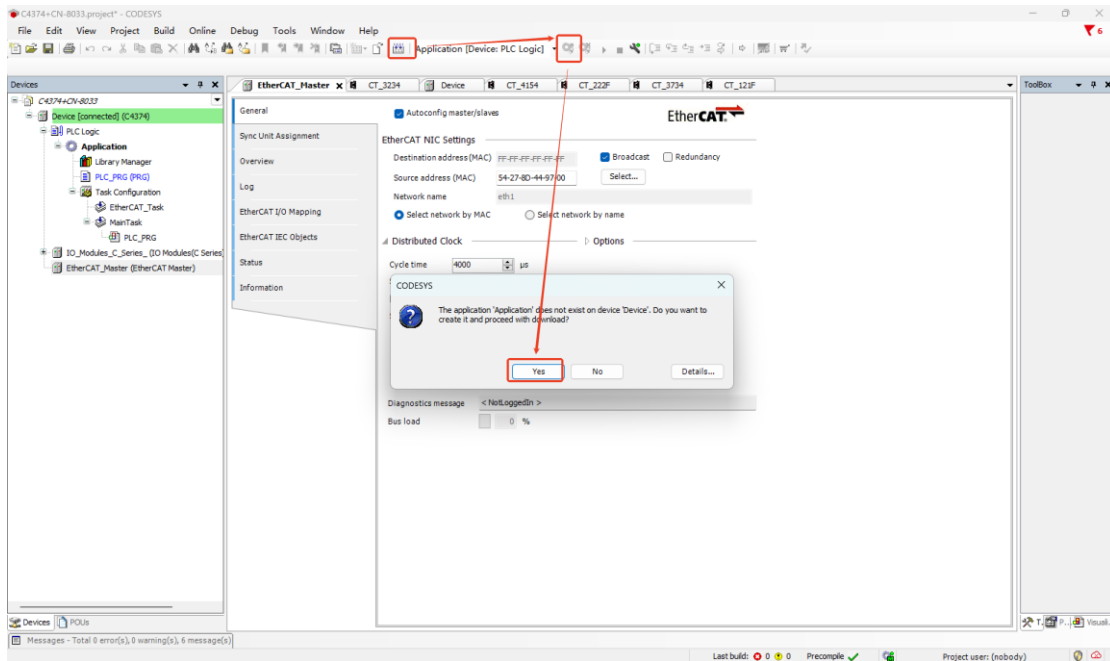 C4374+CN-8033.project* - CODESYS
File Edit View Project Build Online Debug Tools Window Help
6
Application [Device: PLC Logic]
Devices
EtherCAT_Master
CT_3234
Device
CT_4154
CT_222F
CT_3734
CT_121F
ToolBox
C4374+CN-8033
Device [connected] (C4374)
PLC Logic
Application
Library Manager
PLC_PRG (PRG)
Task Configuration
EtherCAT_Task
MainTask
PLC_PRG
IO_Modules_C_Series_ (IO Modules(C Series
EtherCAT_Master (EtherCAT Master)
General
Sync Unit Assignment
Overview
Log
EtherCAT I/O Mapping
EtherCAT IEC Objects
Status
Information
Autoconfig master/slaves
EtherCAT
EtherCAT NIC Settings
Destination address (MAC) FF-FF-FF-FF-FF-FF Broadcast Redundancy
Source address (MAC) 54-27-8D-44-97-00 Select...
Network name eth1
Select network by MAC Select network by name
Distributed Clock Options
Cycle time 4000 µs
CODESYS
The application 'Application' does not exist on device 'Device'. Do you want to
create it and proceed with download?
Yes No Details...
Diagnostics message < NotLoggedIn >
Bus load 0 %
Devices POUs
T. P... Visuali.
Messages - Total 0 error(s), 0 warning(s), 6 message(s)
Last build: 0 0 Precompile Project user: (nobody)